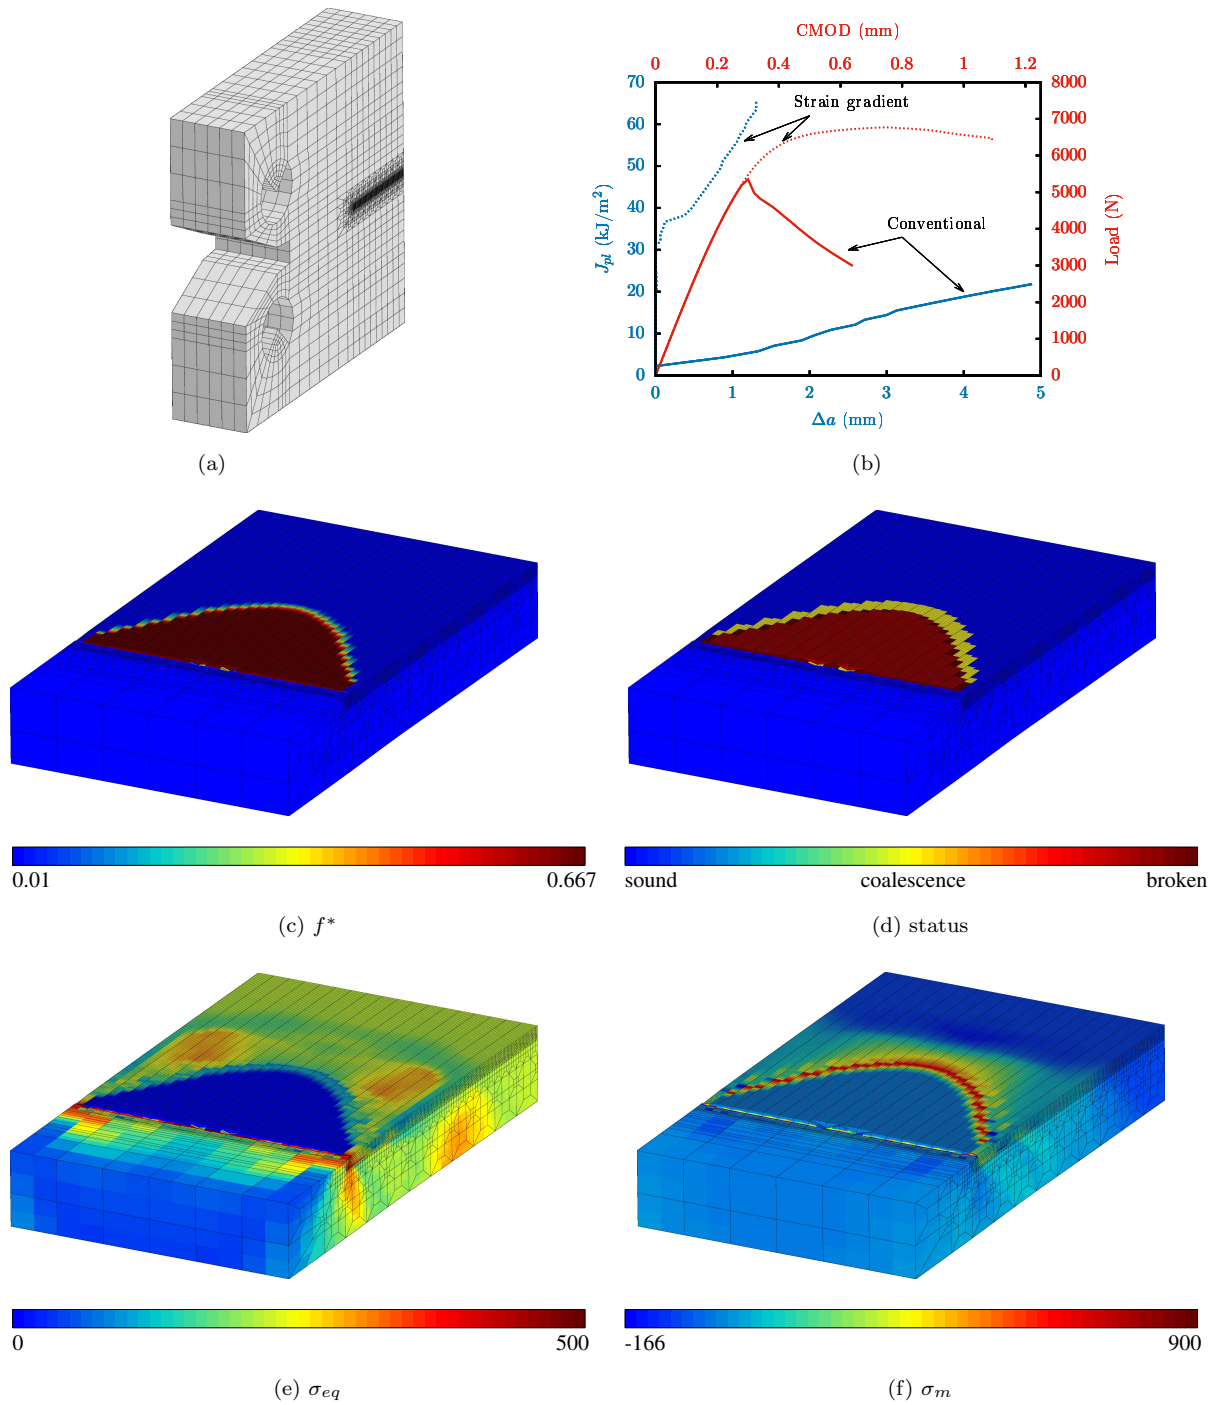 (a)
CMOD (mm)
0 0.2 0.4 0.6 0.8 1 1.2
70 60 50 40 30 20 10 0
J_pl (kJ/m²)
8000 7000 6000 5000 4000 3000 2000 1000 0
Load (N)
Strain gradient
Conventional
0 1 2 3 4 5
Δa (mm)
(b)
0.01 0.667
(c) f*
sound coalescence broken
(d) status
0 500
(e) σ_eq
-166 900
(f) σ_m